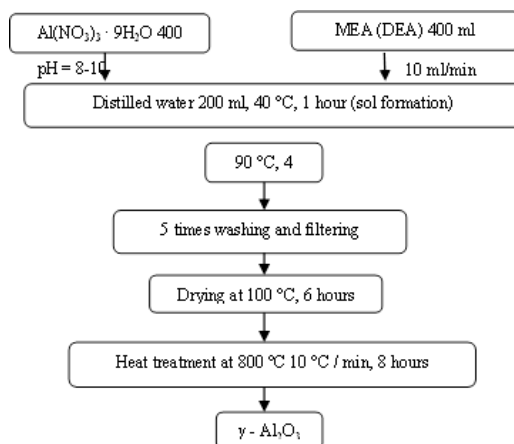 Al(NO3)3 · 9H2O 400
MEA (DEA) 400 ml
pH = 8-10
10 ml/min
Distilled water 200 ml, 40 °C, 1 hour (sol formation)
90 °C, 4
5 times washing and filtering
Drying at 100 °C, 6 hours
Heat treatment at 800 °C 10 °C / min, 8 hours
y - Al2O3